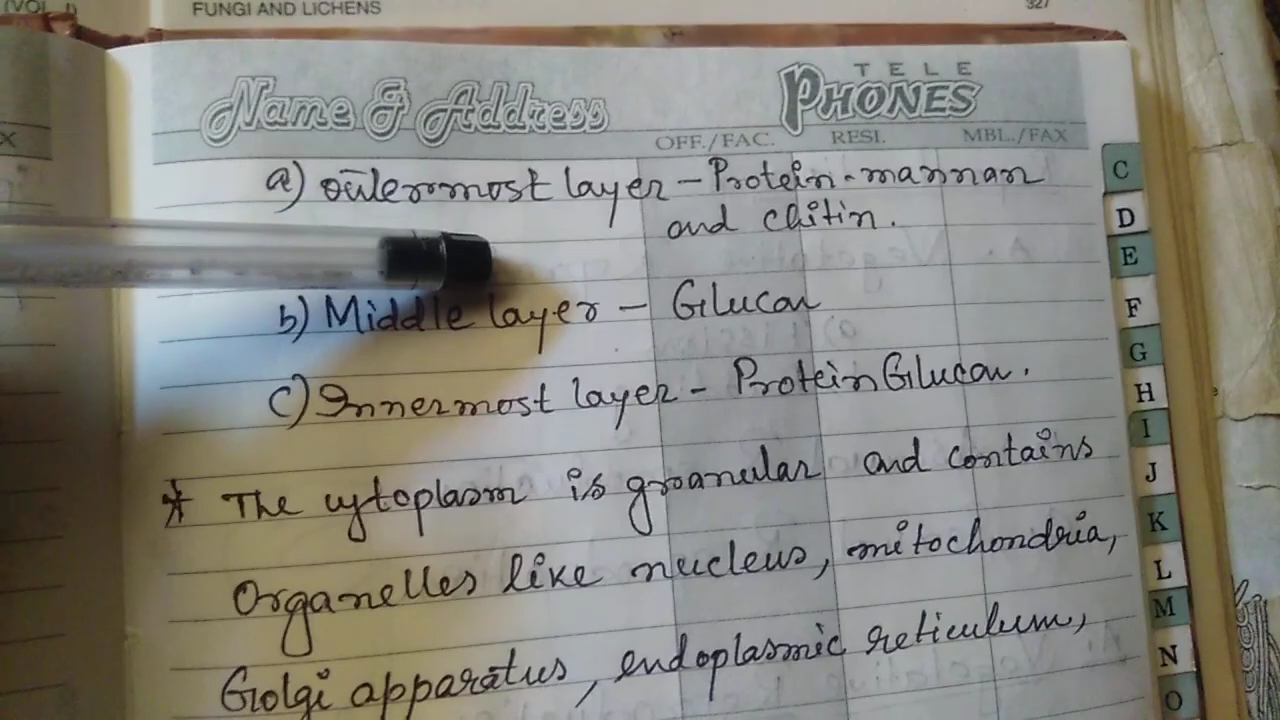 (VOL. I)
FUNGI AND LICHENS
327
X
Name & Address
TELE
PHONES
OFF./FAC. RESI. MBL./FAX
a) outermost layer - Protein-mannan
and chitin.
b) Middle layer - Glucan
c) Innermost layer - Protein Glucan.
* The cytoplasm is granular and contains
Organelles like nucleus, mitochondria,
Golgi apparatus, endoplasmic reticulum,
C
D
E
F
G
H
I
J
K
L
M
N
O